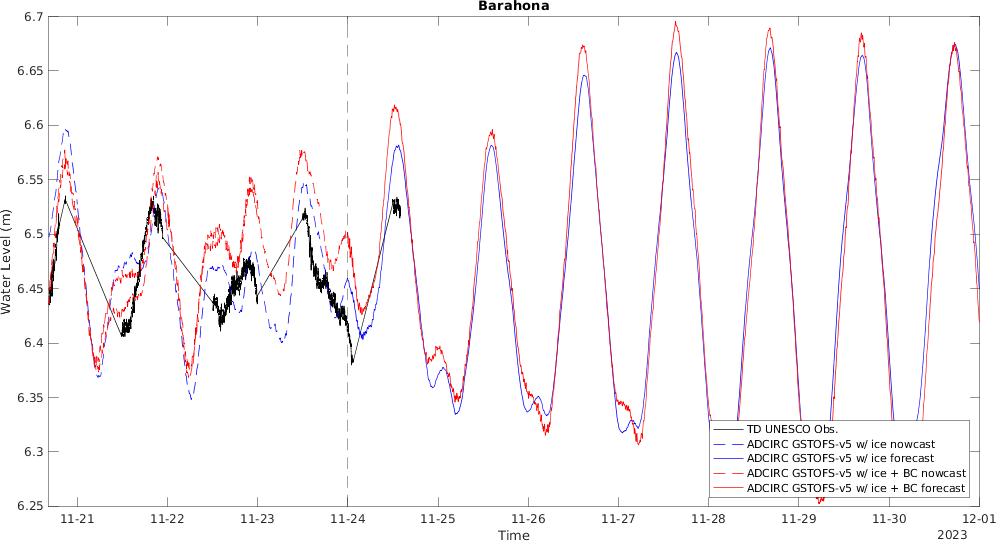 Barahona
6.7
6.65
6.6
6.55
6.5
6.45
6.4
6.35
6.3
6.25
Water Level (m)
TD UNESCO Obs.
ADCIRC GSTOFS-v5 w/ ice nowcast
ADCIRC GSTOFS-v5 w/ ice forecast
ADCIRC GSTOFS-v5 w/ ice + BC nowcast
ADCIRC GSTOFS-v5 w/ ice + BC forecast
11-21 11-22 11-23 11-24 11-25 11-26 11-27 11-28 11-29 11-30 12-01
Time
2023